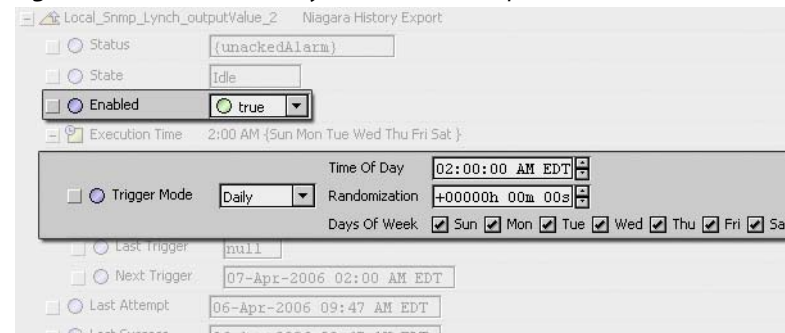 Local_Snmp_Lynch_outputValue_2 Niagara History Export
Status {unackedAlarm}
State Idle
Enabled true
Execution Time 2:00 AM {Sun Mon Tue Wed Thu Fri Sat }
Time Of Day 02:00:00 AM EDT
Trigger Mode Daily Randomization +00000h 00m 00s
Days Of Week Sun Mon Tue Wed Thu Fri Sa
Last Trigger null
Next Trigger 07-Apr-2006 02:00 AM EDT
Last Attempt 06-Apr-2006 09:47 AM EDT